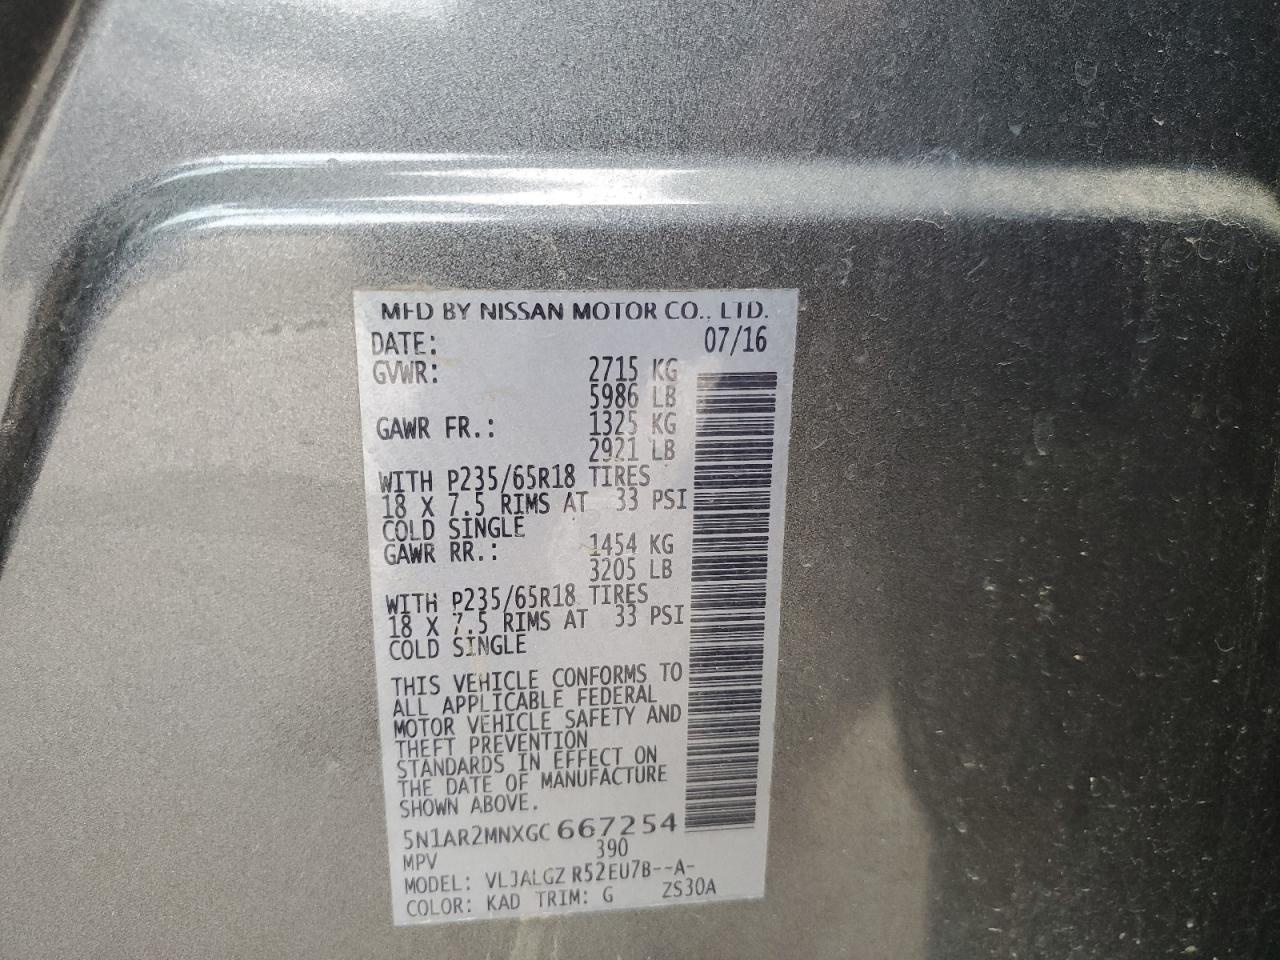 MFD BY NISSAN MOTOR CO., LTD.
DATE: 07/16
GVWR: 2715 KG
5986 LB
GAWR FR.: 1325 KG
2921 LB
WITH P235/65R18 TIRES
18 X 7.5 RIMS AT 33 PSI
COLD SINGLE
GAWR RR.: 1454 KG
3205 LB
WITH P235/65R18 TIRES
18 X 7.5 RIMS AT 33 PSI
COLD SINGLE
THIS VEHICLE CONFORMS TO
ALL APPLICABLE FEDERAL
MOTOR VEHICLE SAFETY AND
THEFT PREVENTION
STANDARDS IN EFFECT ON
THE DATE OF MANUFACTURE
SHOWN ABOVE.
5N1AR2MNXGC667254
MPV 390
MODEL: VLJALGZ R52EU7B--A-
COLOR: KAD TRIM: G ZS30A